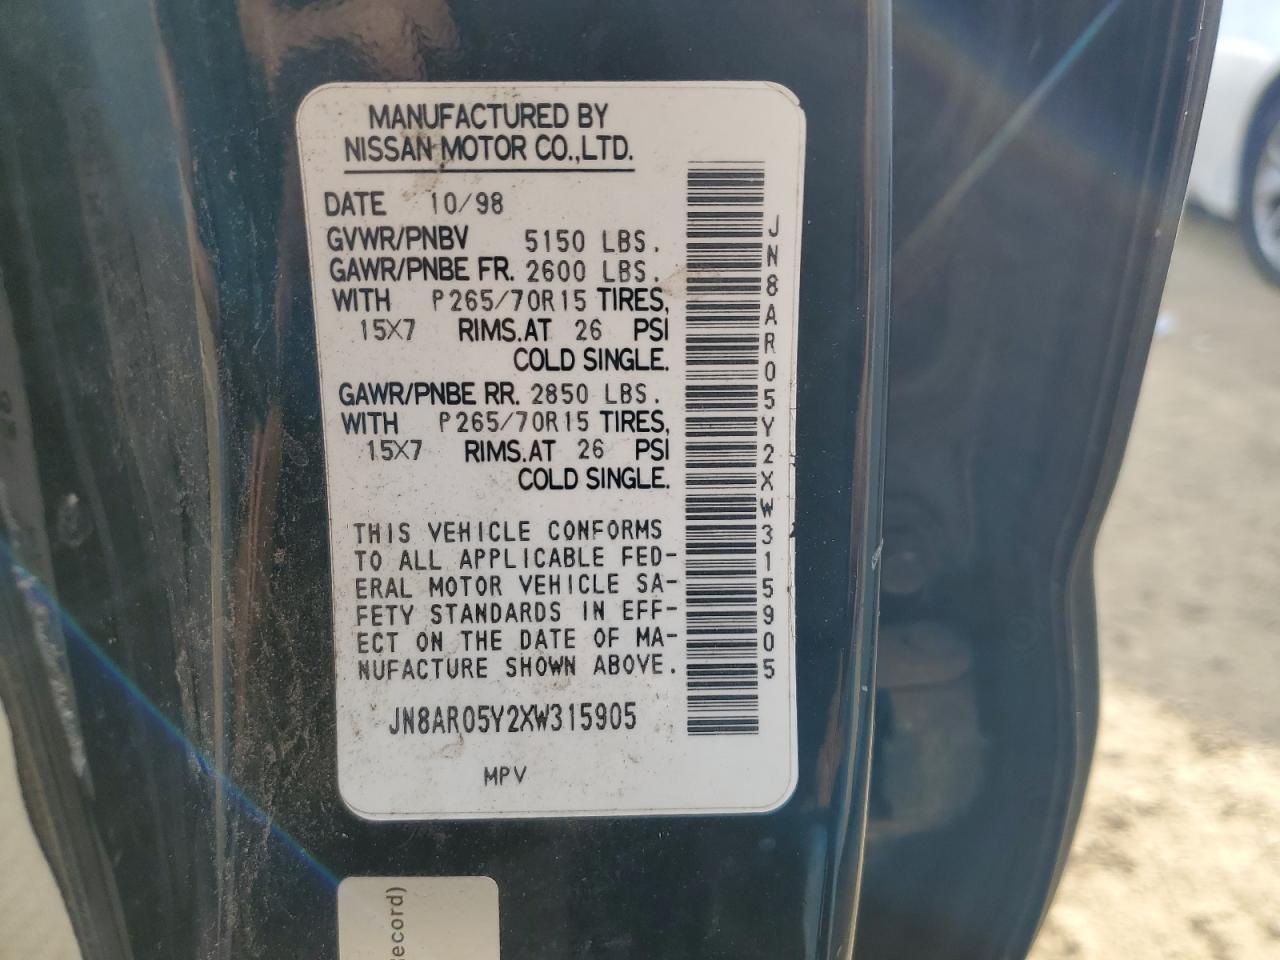 MANUFACTURED BY
NISSAN MOTOR CO.,LTD.
DATE 10/98
GVWR/PNBV 5150 LBS.
GAWR/PNBE FR. 2600 LBS.
WITH P265/70R15 TIRES,
15X7 RIMS.AT 26 PSI
COLD SINGLE.
GAWR/PNBE RR. 2850 LBS.
WITH P265/70R15 TIRES,
15X7 RIMS.AT 26 PSI
COLD SINGLE.
THIS VEHICLE CONFORMS
TO ALL APPLICABLE FED-
ERAL MOTOR VEHICLE SA-
FETY STANDARDS IN EFF-
ECT ON THE DATE OF MA-
NUFACTURE SHOWN ABOVE.
JN8AR05Y2XW315905
MPV
JN8AR05Y2XW315905
ecord)